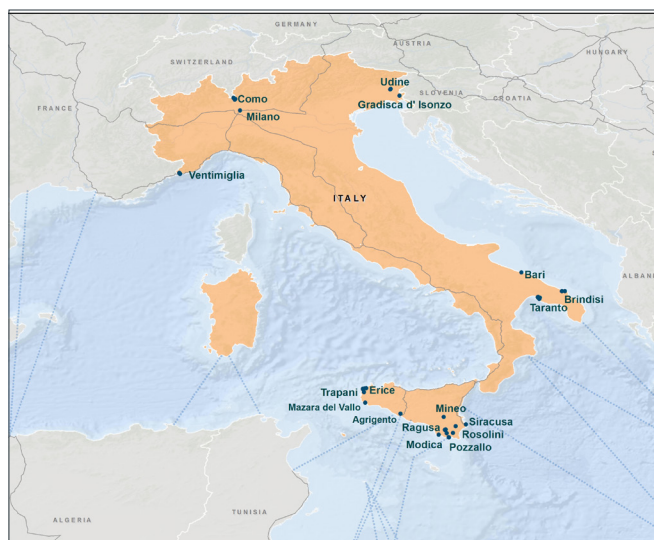 GERMANY
AUSTRIA
HUNGARY
SWITZERLAND
Udine
SLOVENIA
Como
CROATIA
Gradisca d' Isonzo
FRANCE
Milano
Ventimiglia
ITALY
Bari
ALBANI
Brindisi
Taranto
Trapani
Erice
Mazara del Vallo
Mineo
Agrigento
Siracusa
Ragusa
Rosolini
Modica
Pozzallo
TUNISIA
ALGERIA